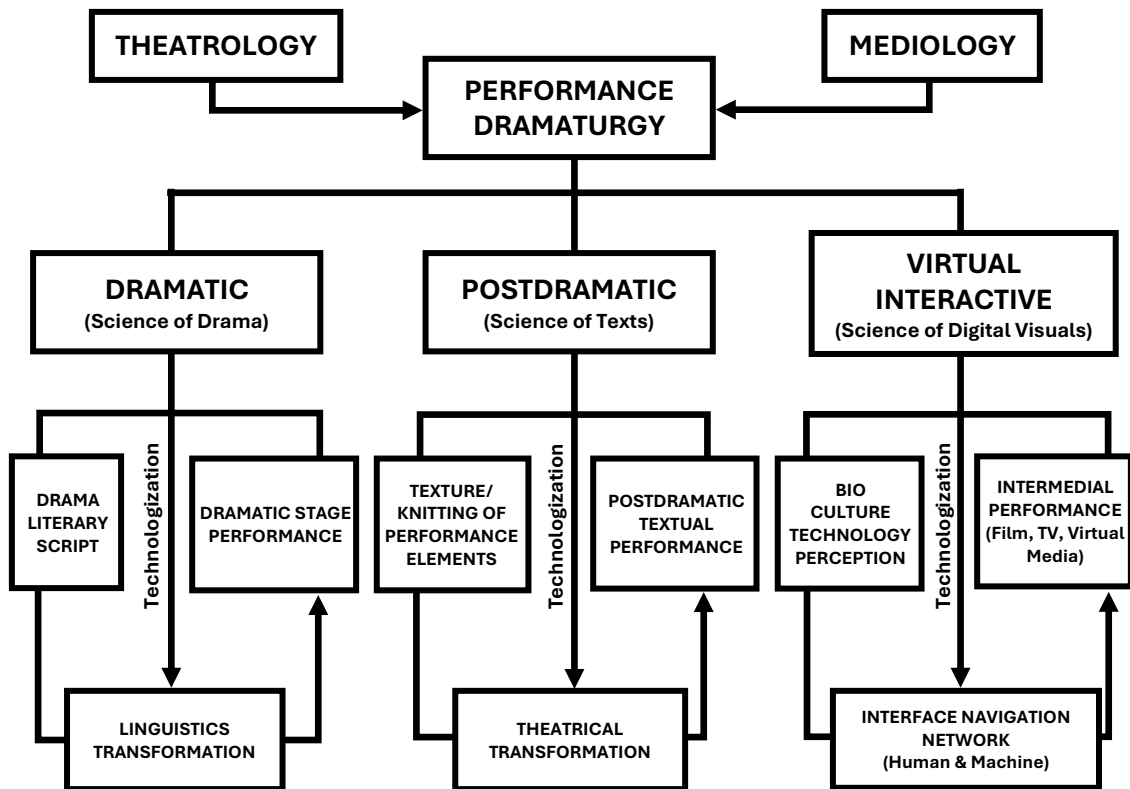 THEATROLOGY
MEDIOLOGY
PERFORMANCE
DRAMATURGY
DRAMATIC
(Science of Drama)
POSTDRAMATIC
(Science of Texts)
VIRTUAL
INTERACTIVE
(Science of Digital Visuals)
DRAMA
LITERARY
SCRIPT
Technologization
DRAMATIC STAGE
PERFORMANCE
TEXTURE/
KNITTING OF
PERFORMANCE
ELEMENTS
Technologization
POSTDRAMATIC
TEXTUAL
PERFORMANCE
BIO
CULTURE
TECHNOLOGY
PERCEPTION
Technologization
INTERMEDIAL
PERFORMANCE
(Film, TV, Virtual
Media)
LINGUISTICS
TRANSFORMATION
THEATRICAL
TRANSFORMATION
INTERFACE NAVIGATION
NETWORK
(Human & Machine)